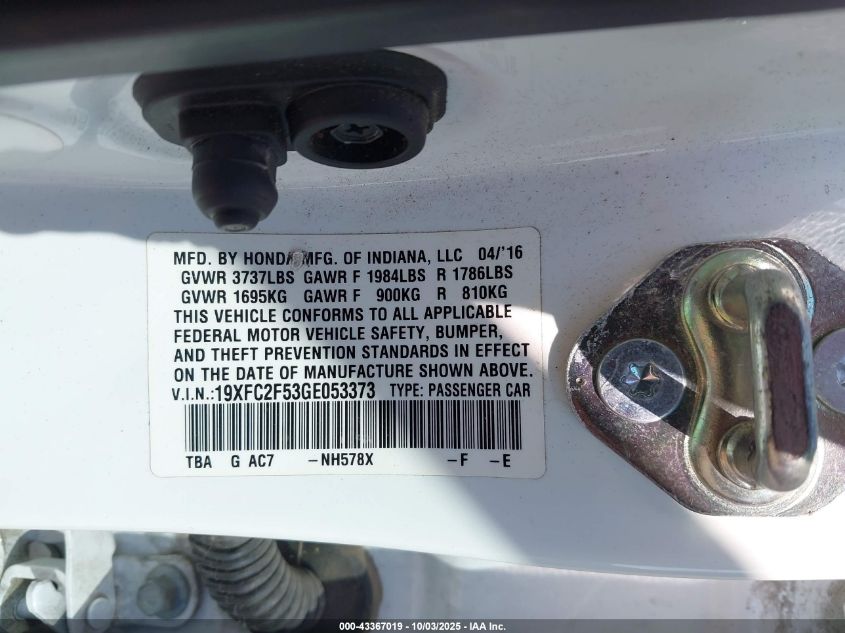 MFD. BY HONDA MFG. OF INDIANA, LLC 04/'16
GVWR 3737LBS GAWR F 1984LBS R 1786LBS
GVWR 1695KG GAWR F 900KG R 810KG
THIS VEHICLE CONFORMS TO ALL APPLICABLE
FEDERAL MOTOR VEHICLE SAFETY, BUMPER,
AND THEFT PREVENTION STANDARDS IN EFFECT
ON THE DATE OF MANUFACTURE SHOWN ABOVE.
V.I.N.:19XFC2F53GE053373 TYPE: PASSENGER CAR
TBA G AC7 –NH578X –F –E
000-43367019 - 10/03/2025 - IAA Inc.